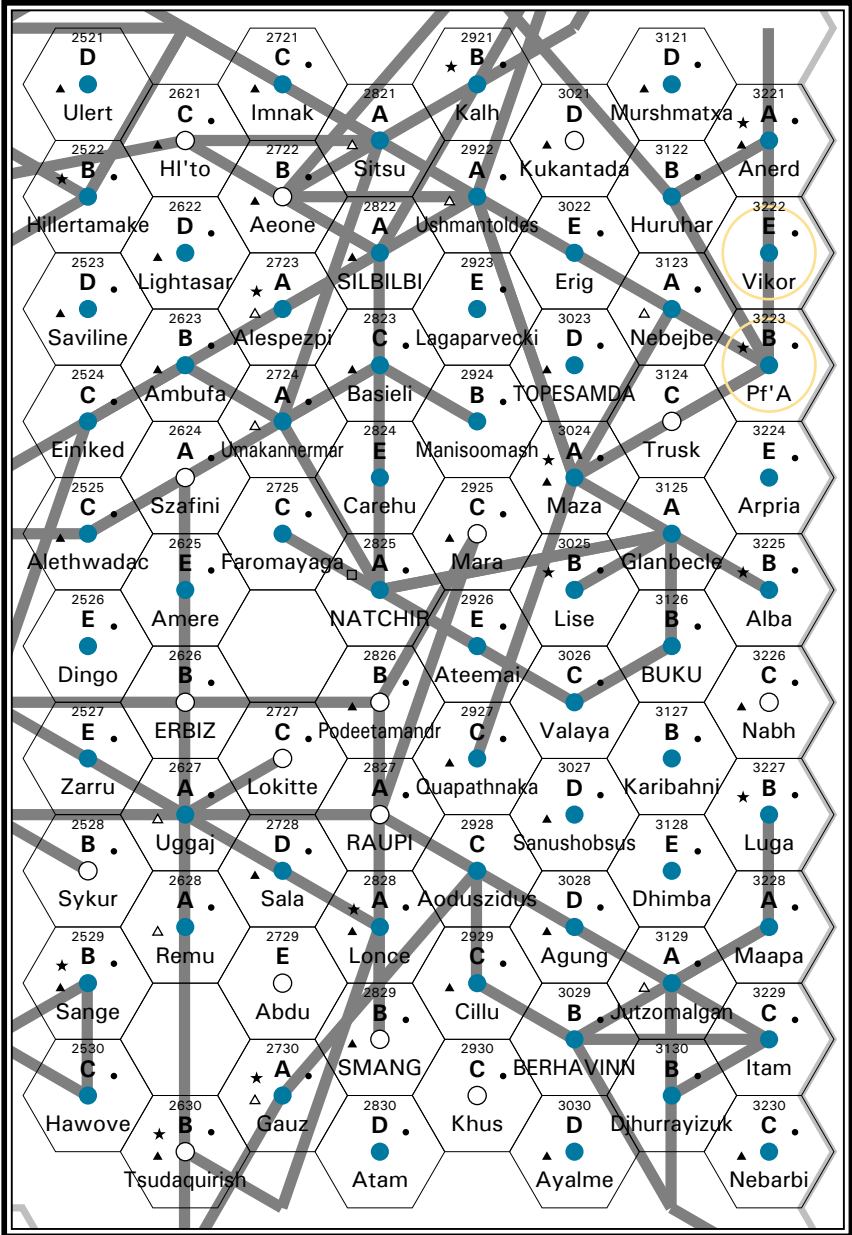 2521
D
Ulert
2721
C
Imnak
2921
B
Kalh
3121
D
Murshmatxa
2621
C
HI'to
2821
A
Sitsu
3021
D
Kukantada
3221
A
Anerd
2522
B
Hillertamake
2722
B
Aeone
2922
A
Ushmantoldes
3122
B
Huruhar
2622
D
Lightasar
2822
A
SILBILBI
3022
E
Erig
3222
E
Vikor
2523
D
Saviline
2723
A
Alespezpi
2923
E
Lagaparvecki
3123
A
Nebejbe
2623
B
Ambufa
2823
C
Basieli
3023
D
TOPESAMDA
3223
B
Pf'A
2524
C
Einiked
2724
A
Umakannermar
2924
B
Manisoomash
3124
C
Trusk
2624
A
Szafini
2824
E
Carehu
3024
A
Maza
3224
E
Arpria
2525
C
Alethwadac
2725
C
Faromayaga
2925
C
Mara
3125
A
Glanbecle
2625
E
Amere
2825
A
NATCHIR
3025
B
Lise
3225
B
Alba
2526
E
Dingo
2926
E
Ateemai
3126
B
BUKU
2626
B
ERBIZ
2826
B
Podeetamandr
3026
C
Valaya
3226
C
Nabh
2527
E
Zarru
2727
C
Lokitte
2927
C
Quapathnaka
3127
B
Karibahni
2627
A
Uggaj
2827
A
RAUPI
3027
D
Sanushobsus
3227
B
Luga
2528
B
Sykur
2728
D
Sala
2928
C
Aoduszidus
3128
E
Dhimba
2628
A
Remu
2828
A
Lonce
3028
D
Agung
3228
A
Maapa
2529
B
Sange
2729
E
Abdu
2929
C
Cillu
3129
A
Jutzomalgan
2829
B
SMANG
3029
B
BERHAVINN
3229
C
Itam
2530
C
Hawove
2730
A
Gauz
2930
C
Khus
3130
B
Djhurrayizuk
2630
B
Tsudaquirish
2830
D
Atam
3030
D
Ayalme
3230
C
Nebarbi